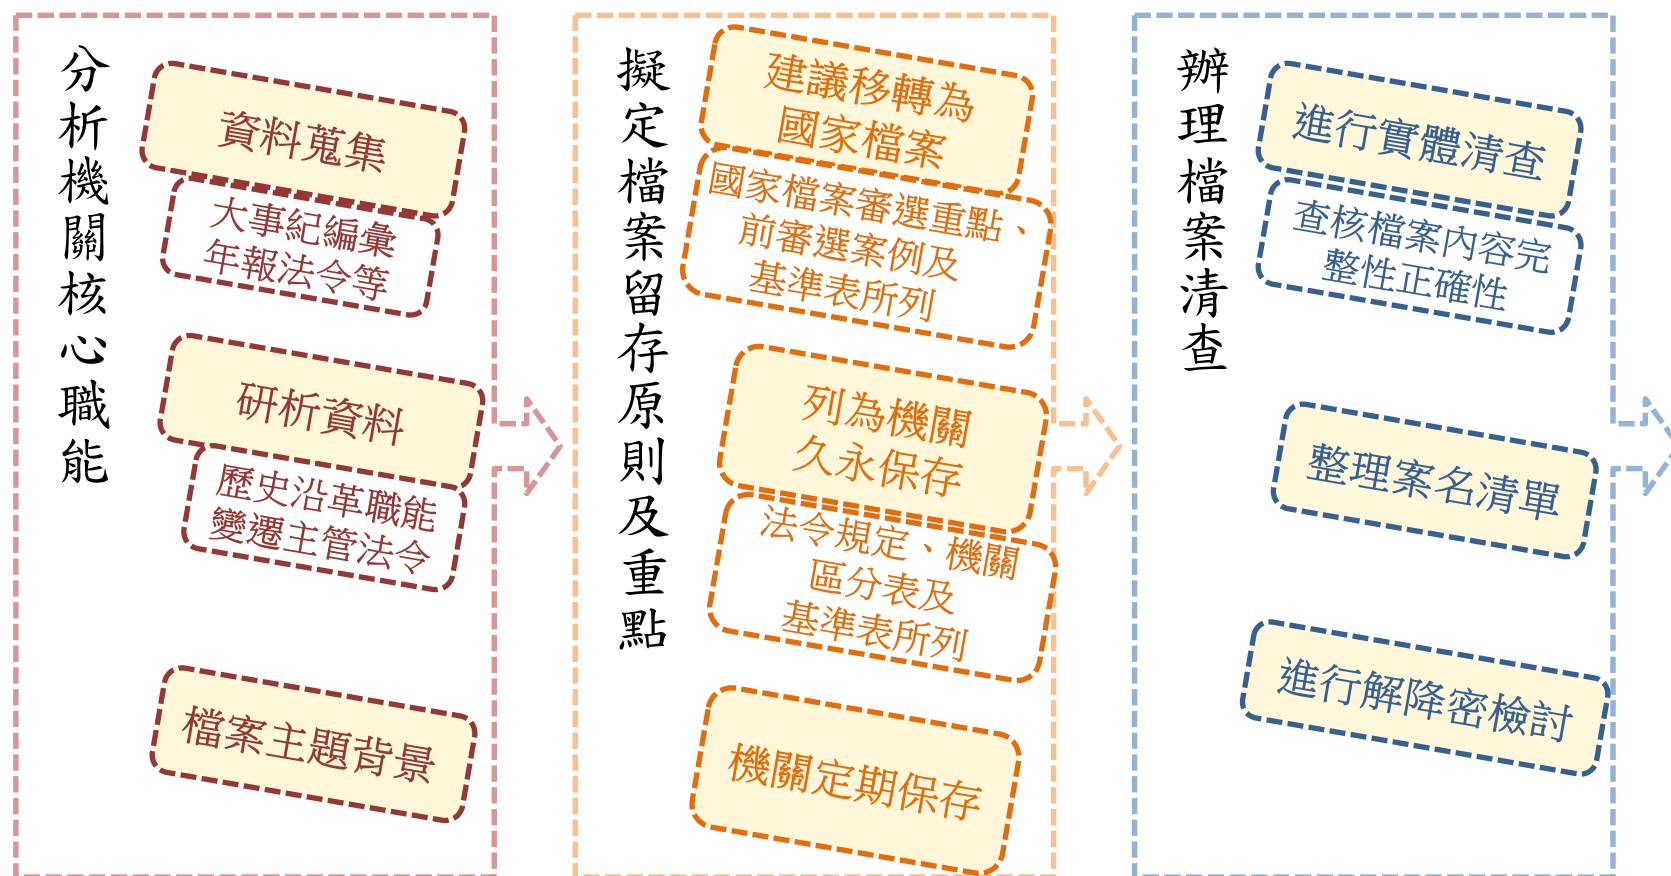 分析機關核心職能
資料蒐集
大事紀編彙
年報法令等
研析資料
歷史沿革職能
變遷主管法令
檔案主題背景
擬定檔案留存原則及重點
建議移轉為
國家檔案
國家檔案審選重點、
前審選案例及
基準表所列
列為機關
久永保存
法令規定、機關
區分表及
基準表所列
機關定期保存
辦理檔案清查
進行實體清查
查核檔案內容完
整性正確性
整理案名清單
進行解降密檢討